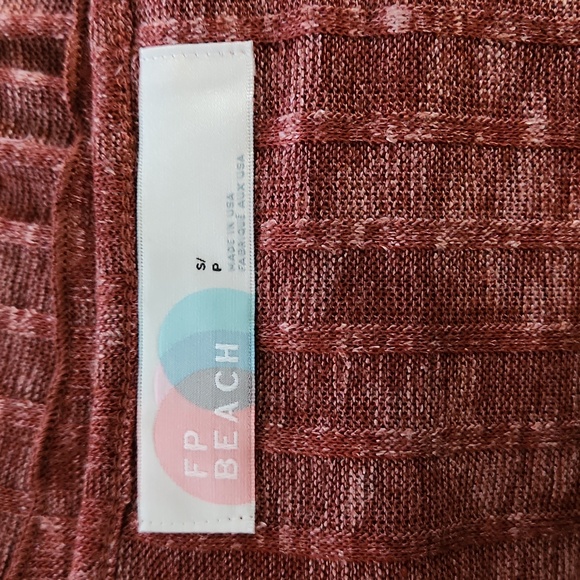 FP
BEACH
S/
P
MADE IN USA
FABRIQUÉ AUX USA